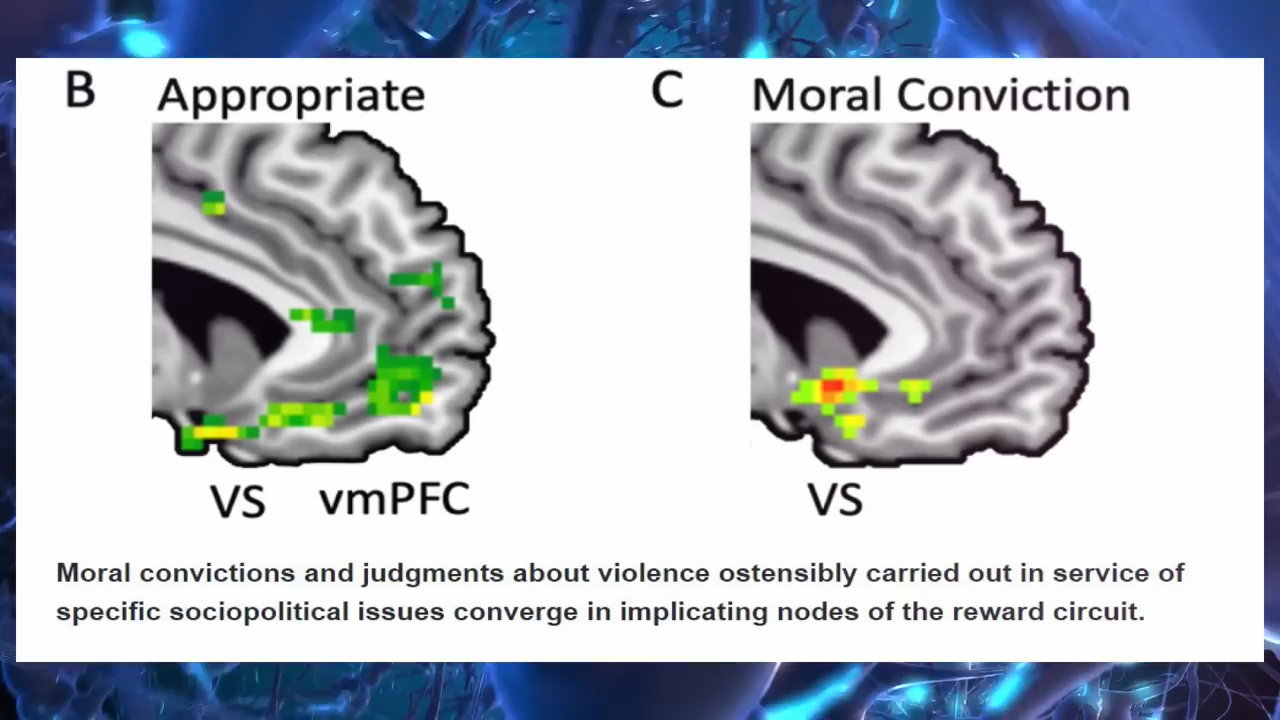 B Appropriate
C Moral Conviction
VS vmPFC
VS
Moral convictions and judgments about violence ostensibly carried out in service of
specific sociopolitical issues converge in implicating nodes of the reward circuit.